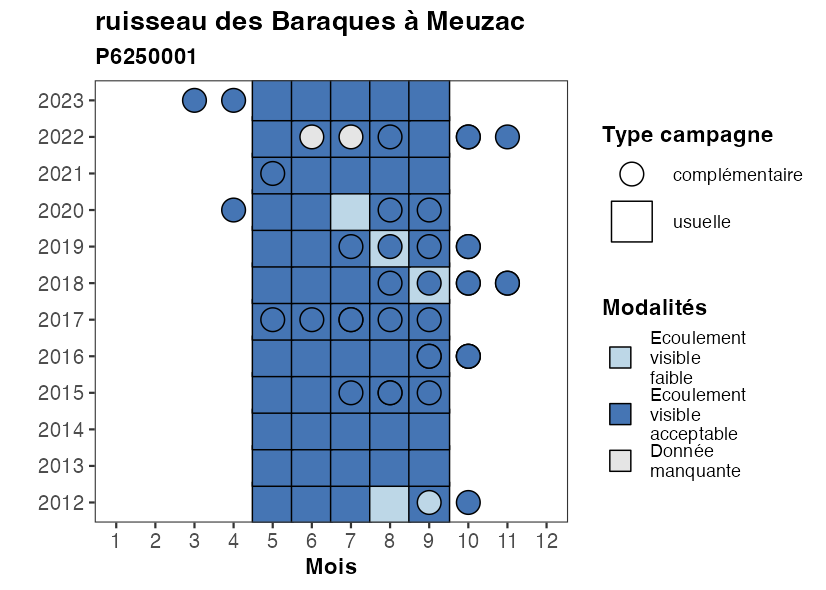 ruisseau des Baraques à Meuzac
P6250001
2023
2022
2021
2020
2019
2018
2017
2016
2015
2014
2013
2012
1 2 3 4 5 6 7 8 9 10 11 12
Mois
Type campagne
complémentaire
usuelle
Modalités
Ecoulement
visible
faible
Ecoulement
visible
acceptable
Donnée
manquante